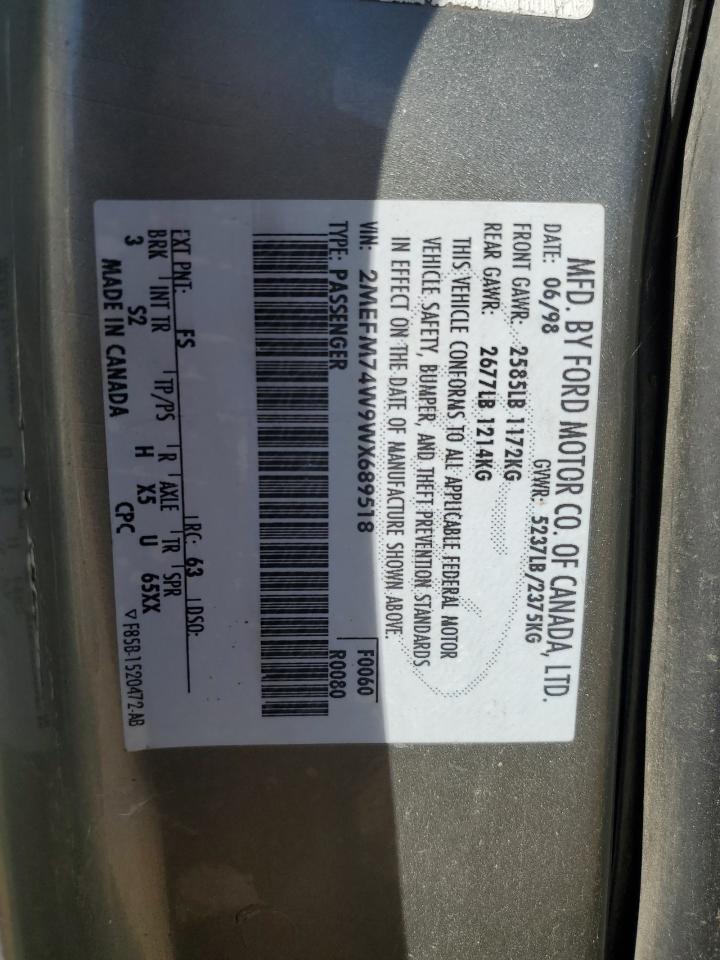 MFD. BY FORD MOTOR CO. OF CANADA, LTD.
DATE: 06/98 GVWR: 5237LB/2375KG
FRONT GAWR: 2585LB 1172KG
REAR GAWR: 2677LB 1214KG
THIS VEHICLE CONFORMS TO ALL APPLICABLE FEDERAL MOTOR
VEHICLE SAFETY, BUMPER, AND THEFT PREVENTION STANDARDS
IN EFFECT ON THE DATE OF MANUFACTURE SHOWN ABOVE.
VIN: 2MEFM74W9WX689518 F0060
TYPE: PASSENGER R0080
EXT PNT: FS RC: 63 DSO:
BRK INT TR TP/PS R AXLE TR SPR
3 S2 H X5 U 65XX
MADE IN CANADA CPC
▽F85B-1520472-AB